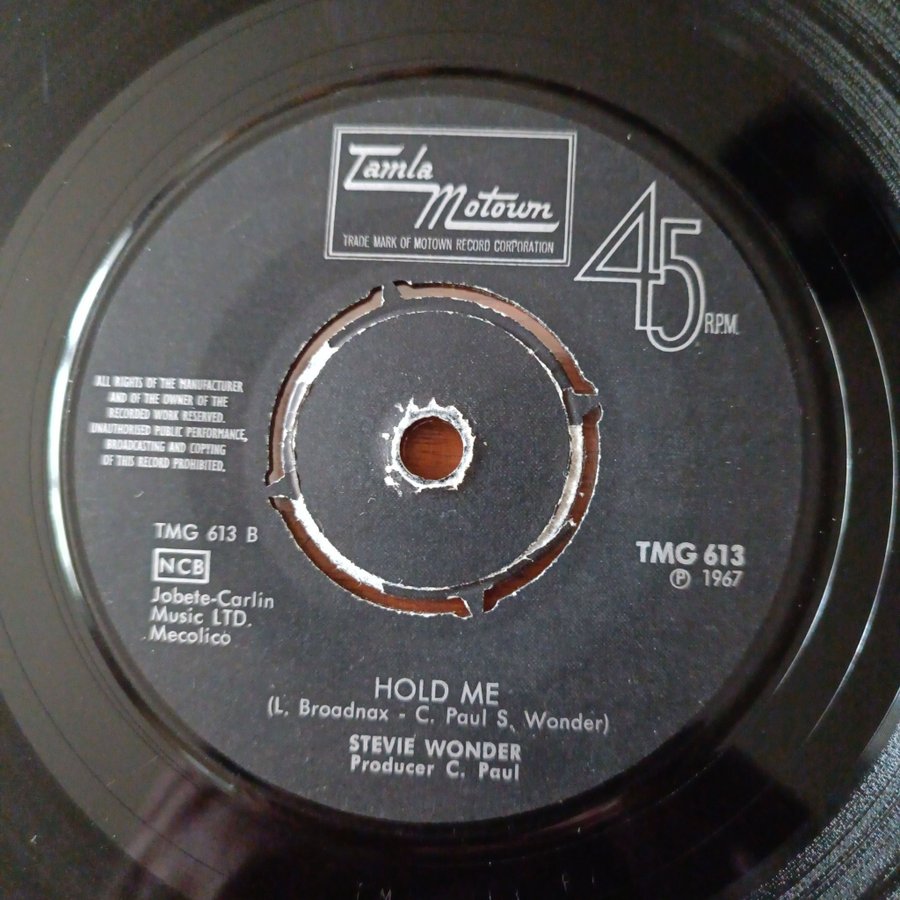 Tamla
Motown
TRADE MARK OF MOTOWN RECORD CORPORATION
45
R.P.M.
ALL RIGHTS OF THE MANUFACTURER
AND OF THE OWNER OF THE
RECORDED WORK RESERVED.
UNAUTHORISED PUBLIC PERFORMANCE,
BROADCASTING AND COPYING
OF THIS RECORD PROHIBITED.
TMG 613 B
NCB
Jobete-Carlin
Music LTD.
Mecolico
TMG 613
℗ 1967
HOLD ME
(L. Broadnax - C. Paul S. Wonder)
STEVIE WONDER
Producer C. Paul